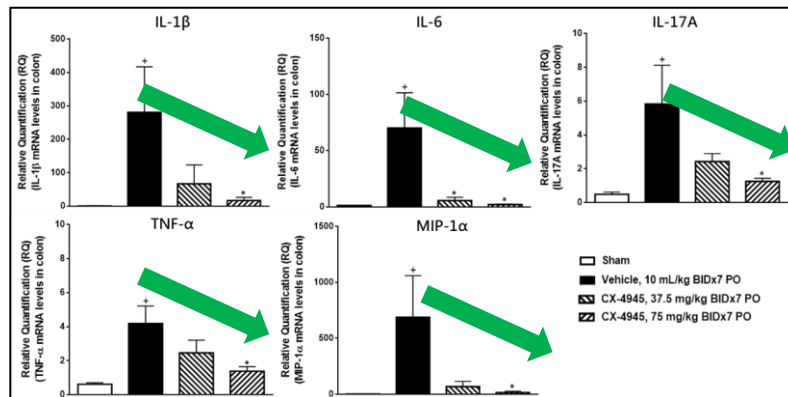 IL-1β
Relative Quantification (RQ)
(IL-1β mRNA levels in colon)
500
400
300
200
100
0
+
*
IL-6
Relative Quantification (RQ)
(IL-6 mRNA levels in colon)
150
100
50
0
+
*
*
IL-17A
Relative Quantification (RQ)
(IL-17A mRNA levels in colon)
10
8
6
4
2
0
+
*
TNF-α
Relative Quantification (RQ)
(TNF-α mRNA levels in colon)
10
8
6
4
2
0
+
*
MIP-1α
Relative Quantification (RQ)
(MIP-1α mRNA levels in colon)
1500
1000
500
0
+
*
Sham
Vehicle, 10 mL/kg BIDx7 PO
CX-4945, 37.5 mg/kg BIDx7 PO
CX-4945, 75 mg/kg BIDx7 PO